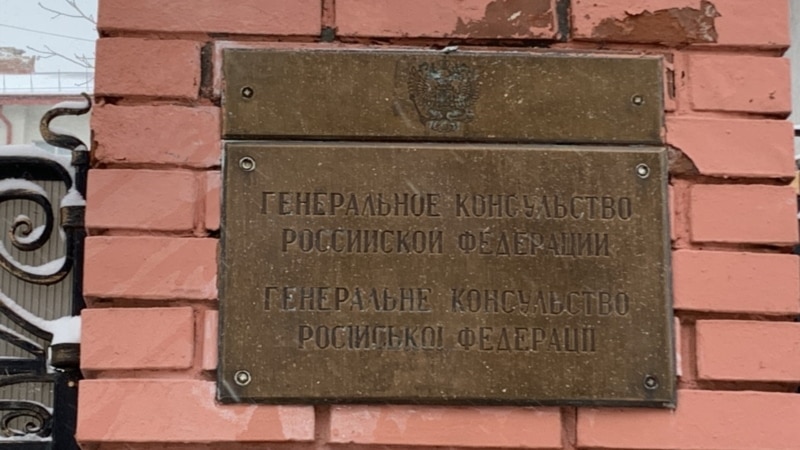 ГЕНЕРАЛЬНОЕ КОНСУЛЬСТВО
РОССИЙСКОЙ ФЕДЕРАЦИИ
ГЕНЕРАЛЬНЕ КОНСУЛЬСТВО
РОСІЙСЬКОЇ ФЕДЕРАЦІЇ